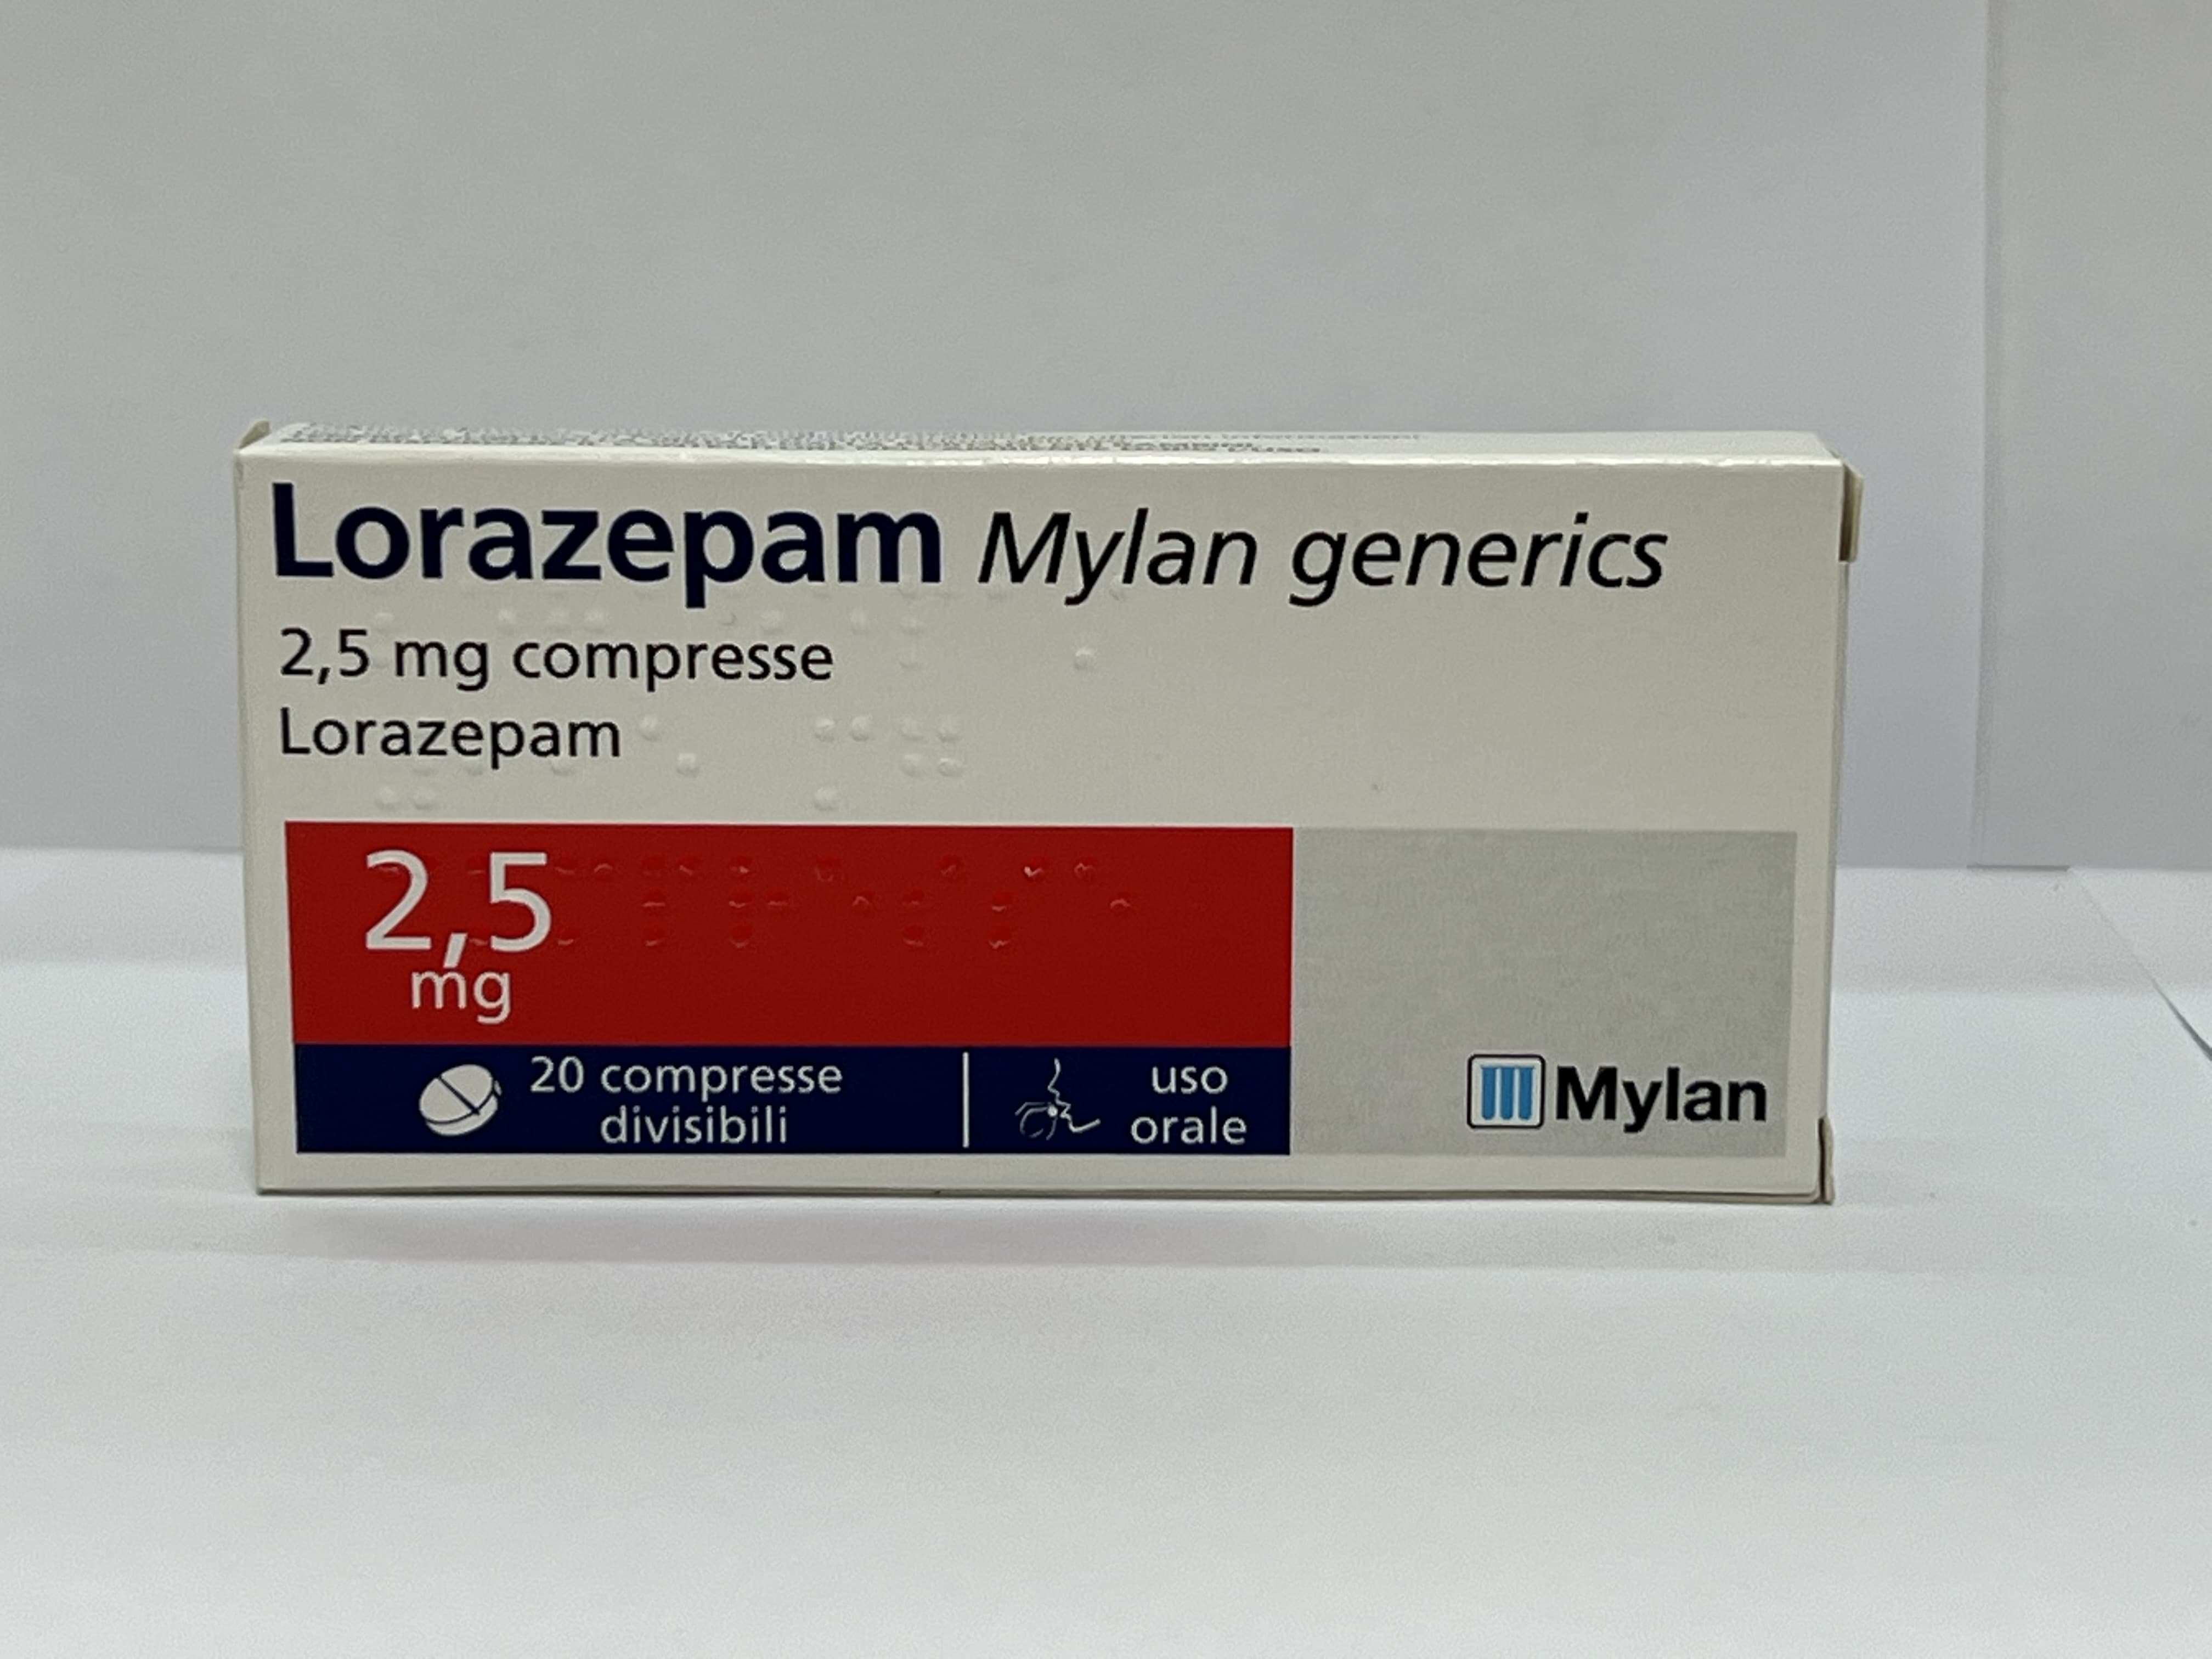 Lorazepam Mylan generics
2,5 mg compresse
Lorazepam
2,5
mg
20 compresse
divisibili
uso
orale
Mylan